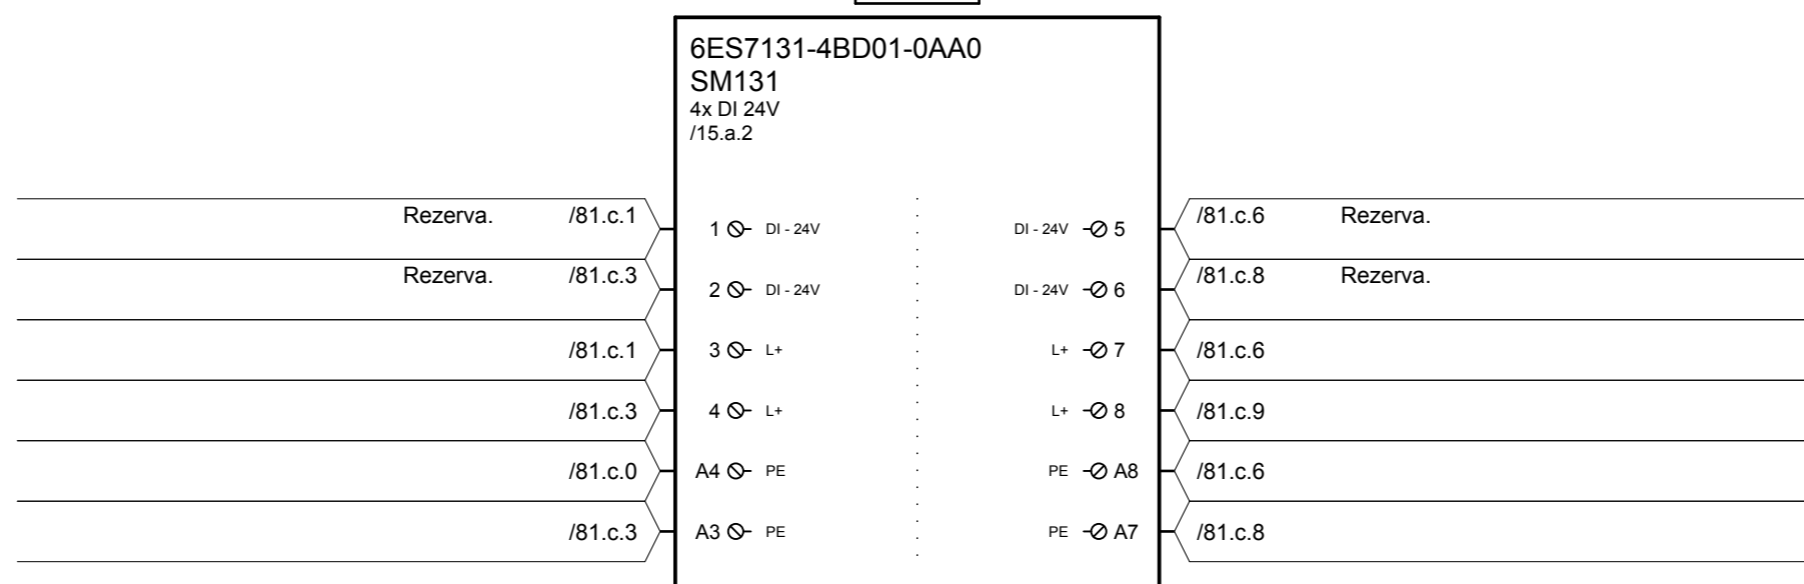 6ES7131-4BD01-0AA0
SM131
4x DI 24V
/15.a.2
Rezerva. /81.c.1 1 DI - 24V DI - 24V 5 /81.c.6 Rezerva.
Rezerva. /81.c.3 2 DI - 24V DI - 24V 6 /81.c.8 Rezerva.
/81.c.1 3 L+ L+ 7 /81.c.6
/81.c.3 4 L+ L+ 8 /81.c.9
/81.c.0 A4 PE PE A8 /81.c.6
/81.c.3 A3 PE PE A7 /81.c.8